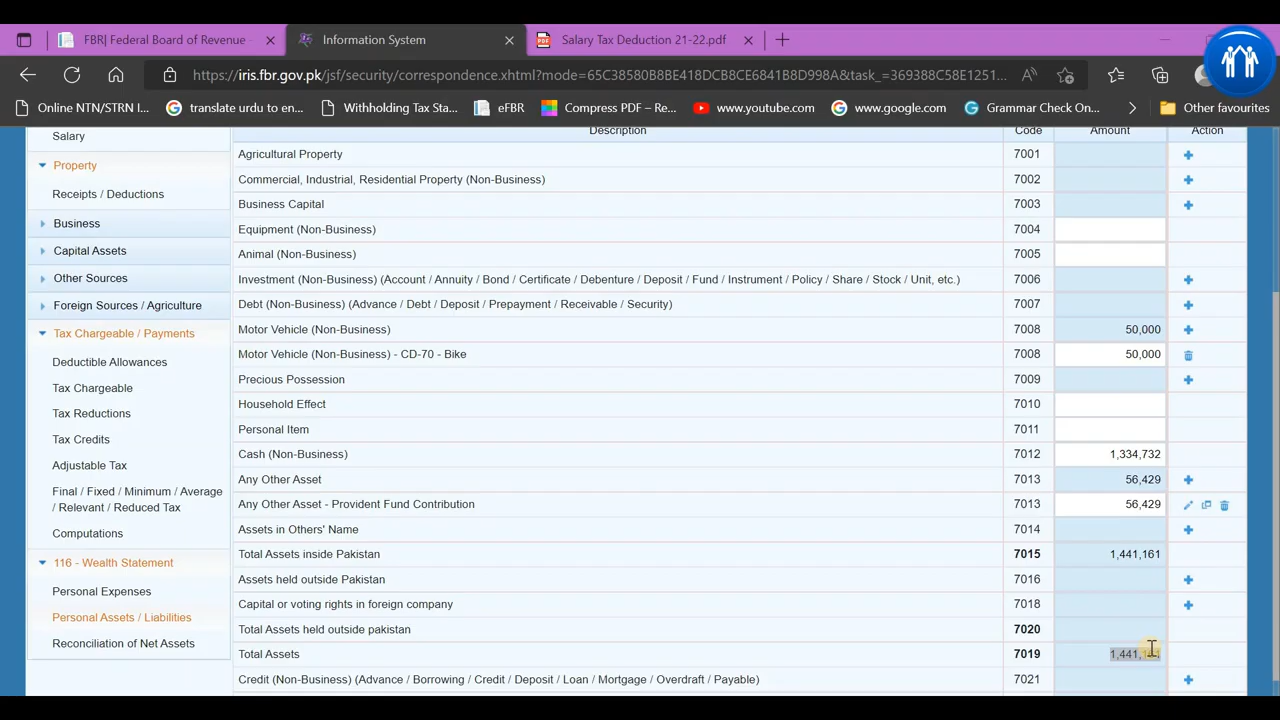 FBR| Federal Board of Revenue -
Information System
Salary Tax Deduction 21-22.pdf
https://iris.fbr.gov.pk/jsf/security/correspondence.xhtml?mode=65C38580B8BE418DCB8CE6841B8D998A&task_=369388C58E1251...
Online NTN/STRN I...
translate urdu to en...
Withholding Tax Sta...
eFBR
Compress PDF – Re...
www.youtube.com
www.google.com
Grammar Check On...
Other favourites
Description Code Amount Action
Salary
Property
Receipts / Deductions
Business
Capital Assets
Other Sources
Foreign Sources / Agriculture
Tax Chargeable / Payments
Deductible Allowances
Tax Chargeable
Tax Reductions
Tax Credits
Adjustable Tax
Final / Fixed / Minimum / Average
/ Relevant / Reduced Tax
Computations
116 - Wealth Statement
Personal Expenses
Personal Assets / Liabilities
Reconciliation of Net Assets
Agricultural Property 7001
Commercial, Industrial, Residential Property (Non-Business) 7002
Business Capital 7003
Equipment (Non-Business) 7004
Animal (Non-Business) 7005
Investment (Non-Business) (Account / Annuity / Bond / Certificate / Debenture / Deposit / Fund / Instrument / Policy / Share / Stock / Unit, etc.) 7006
Debt (Non-Business) (Advance / Debt / Deposit / Prepayment / Receivable / Security) 7007
Motor Vehicle (Non-Business) 7008 50,000
Motor Vehicle (Non-Business) - CD-70 - Bike 7008 50,000
Precious Possession 7009
Household Effect 7010
Personal Item 7011
Cash (Non-Business) 7012 1,334,732
Any Other Asset 7013 56,429
Any Other Asset - Provident Fund Contribution 7013 56,429
Assets in Others' Name 7014
Total Assets inside Pakistan 7015 1,441,161
Assets held outside Pakistan 7016
Capital or voting rights in foreign company 7018
Total Assets held outside pakistan 7020
Total Assets 7019 1,441,161
Credit (Non-Business) (Advance / Borrowing / Credit / Deposit / Loan / Mortgage / Overdraft / Payable) 7021